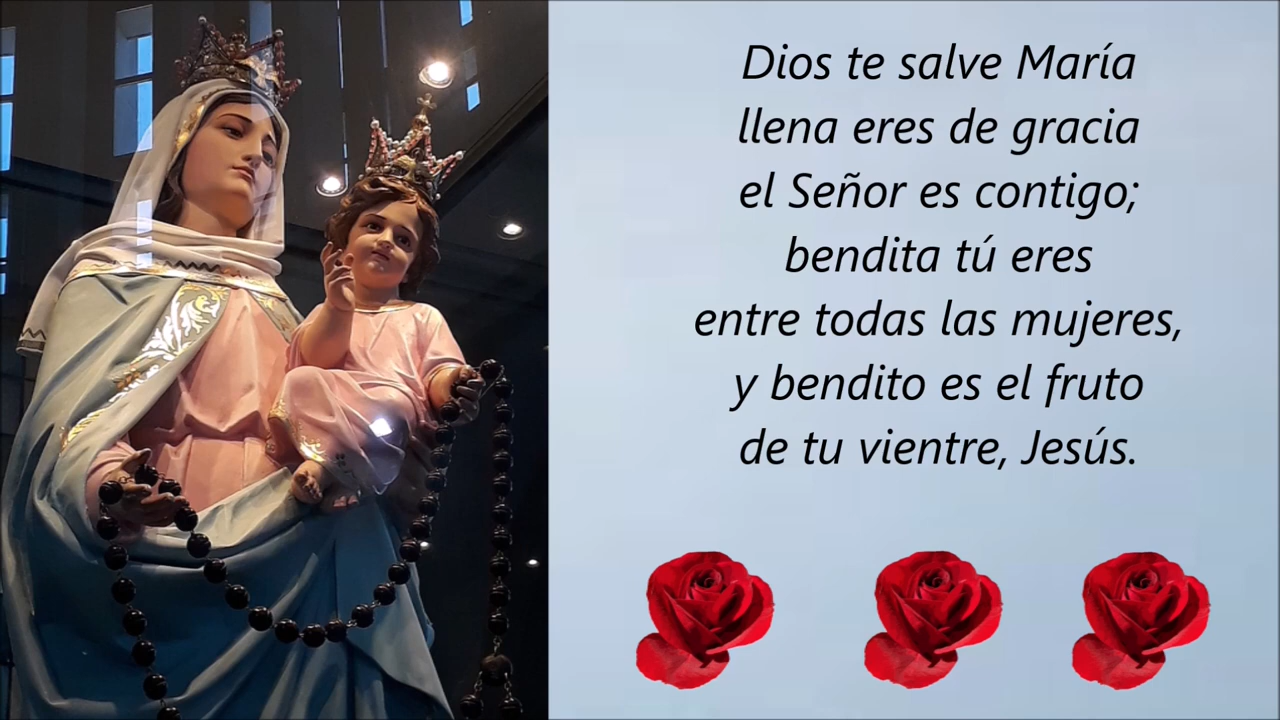 Dios te salve María
llena eres de gracia
el Señor es contigo;
bendita tú eres
entre todas las mujeres,
y bendito es el fruto
de tu vientre, Jesús.